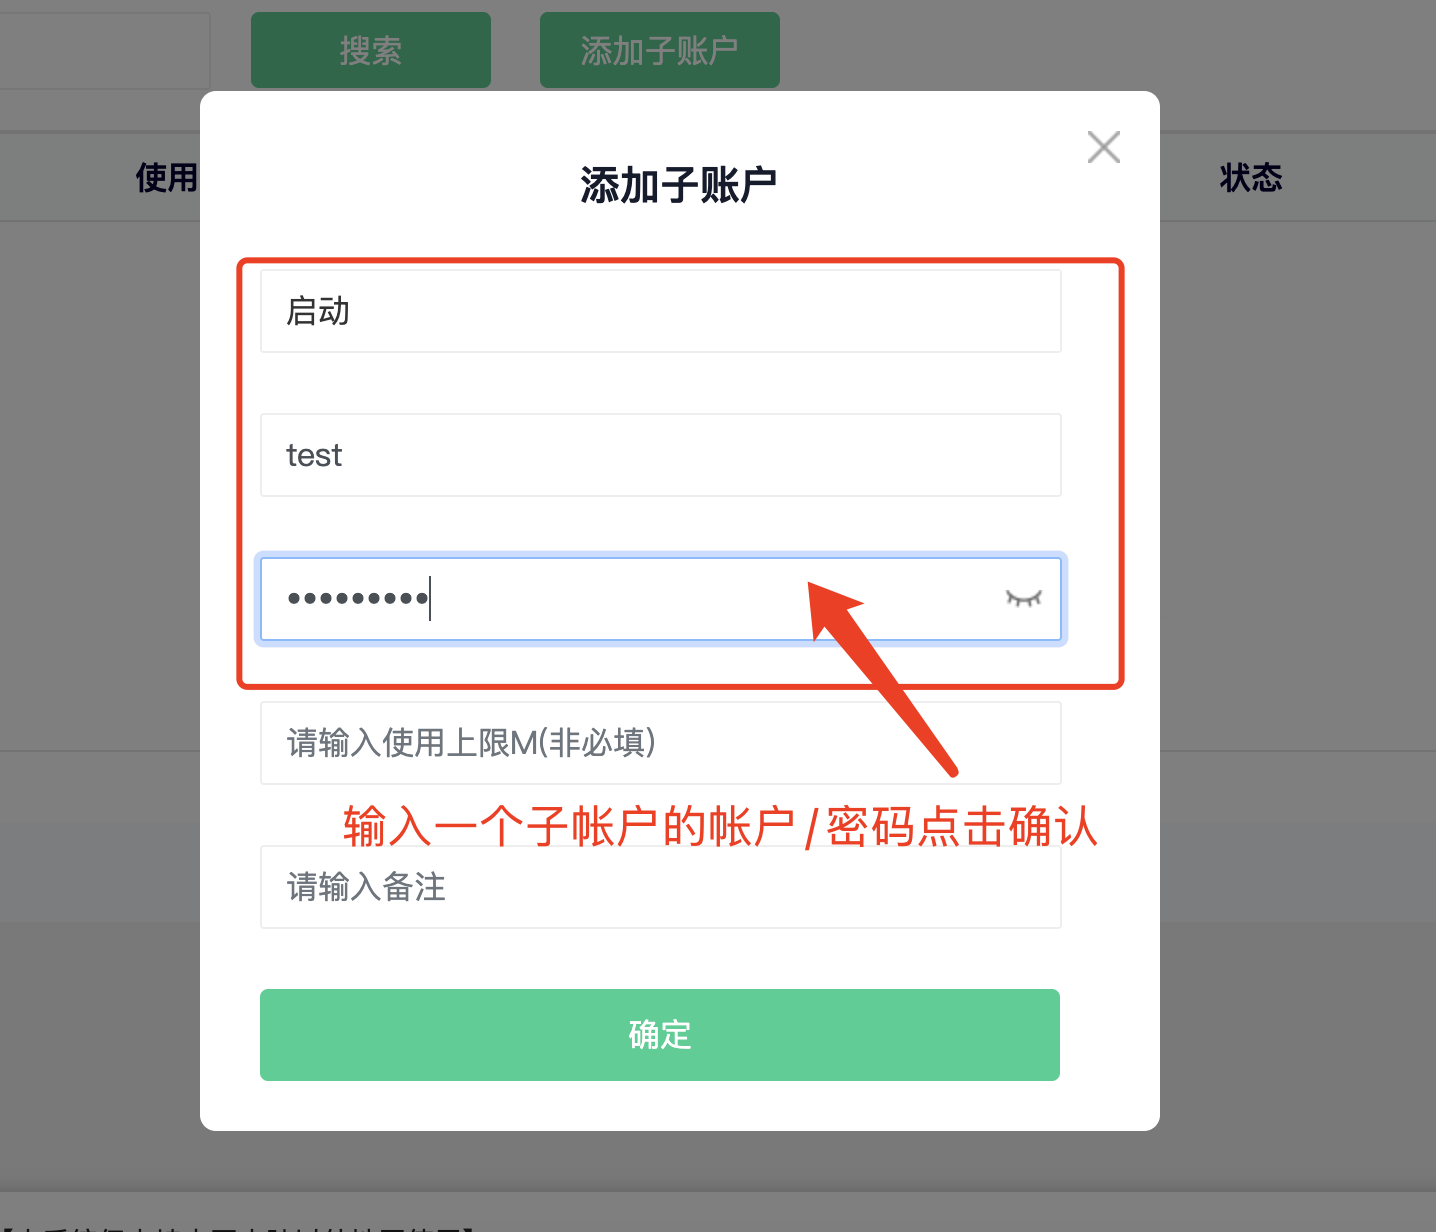 搜索 添加子账户
使用 状态
添加子账户
启动
test
•••••••••
请输入使用上限M(非必填)
输入一个子帐户的帐户/密码点击确认
请输入备注
确定